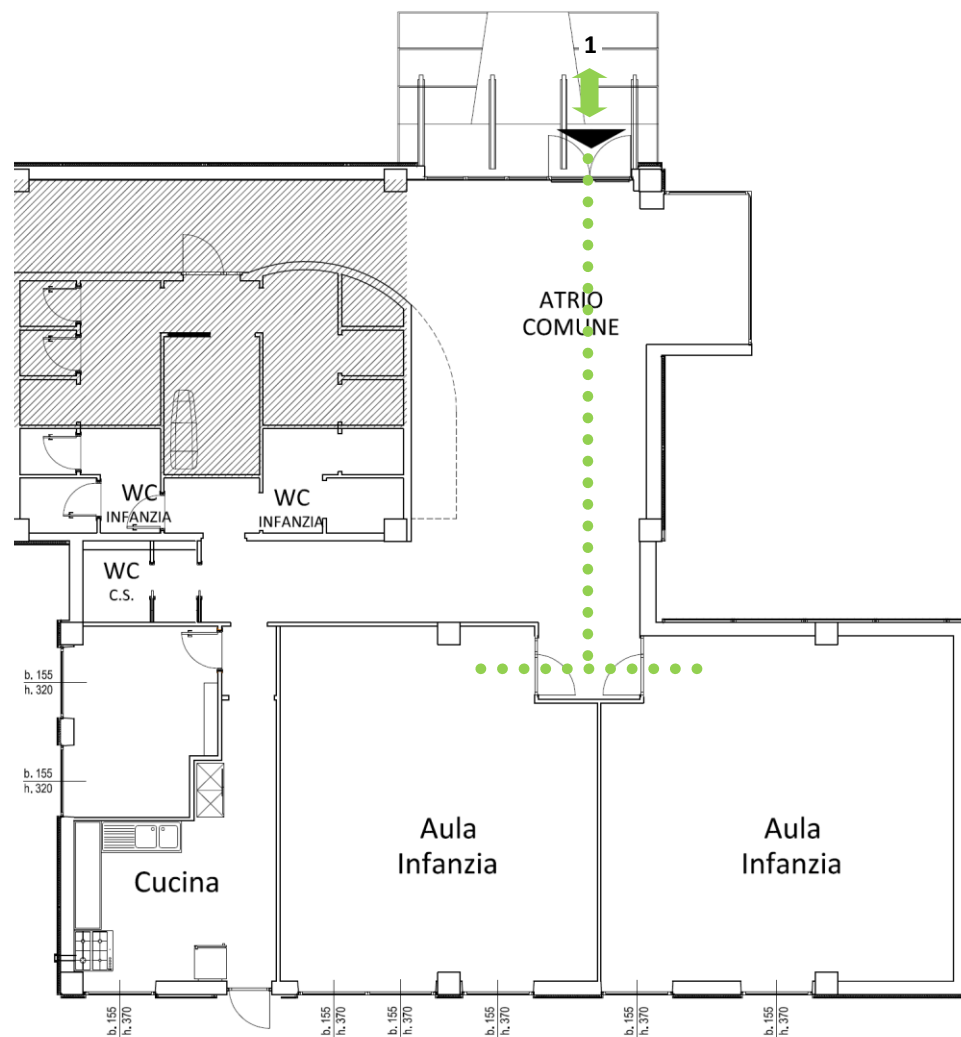 1
ATRIO
COMUNE
WC
INFANZIA
WC
INFANZIA
WC
C.S.
b. 155
h. 320
b. 155
h. 320
Aula
Infanzia
Aula
Infanzia
Cucina
b. 155
h. 370
b. 155
h. 370
b. 155
h. 370
b. 155
h. 370
b. 155
h. 370
b. 155
h. 370